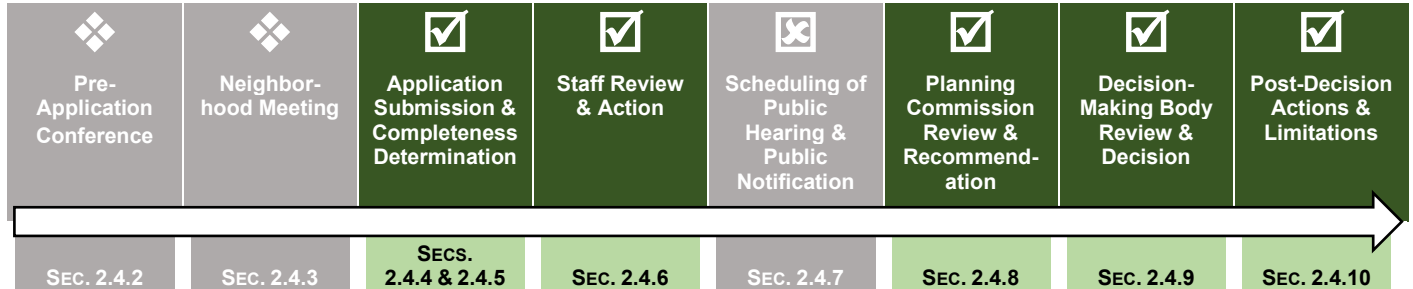 Pre-
Application
Conference
Neighbor-
hood Meeting
Application
Submission &
Completeness
Determination
Staff Review
& Action
Scheduling of
Public
Hearing &
Public
Notification
Planning
Commission
Review &
Recommend-
ation
Decision-
Making Body
Review &
Decision
Post-Decision
Actions &
Limitations
SEC. 2.4.2
SEC. 2.4.3
SECS.
2.4.4 & 2.4.5
SEC. 2.4.6
SEC. 2.4.7
SEC. 2.4.8
SEC. 2.4.9
SEC. 2.4.10